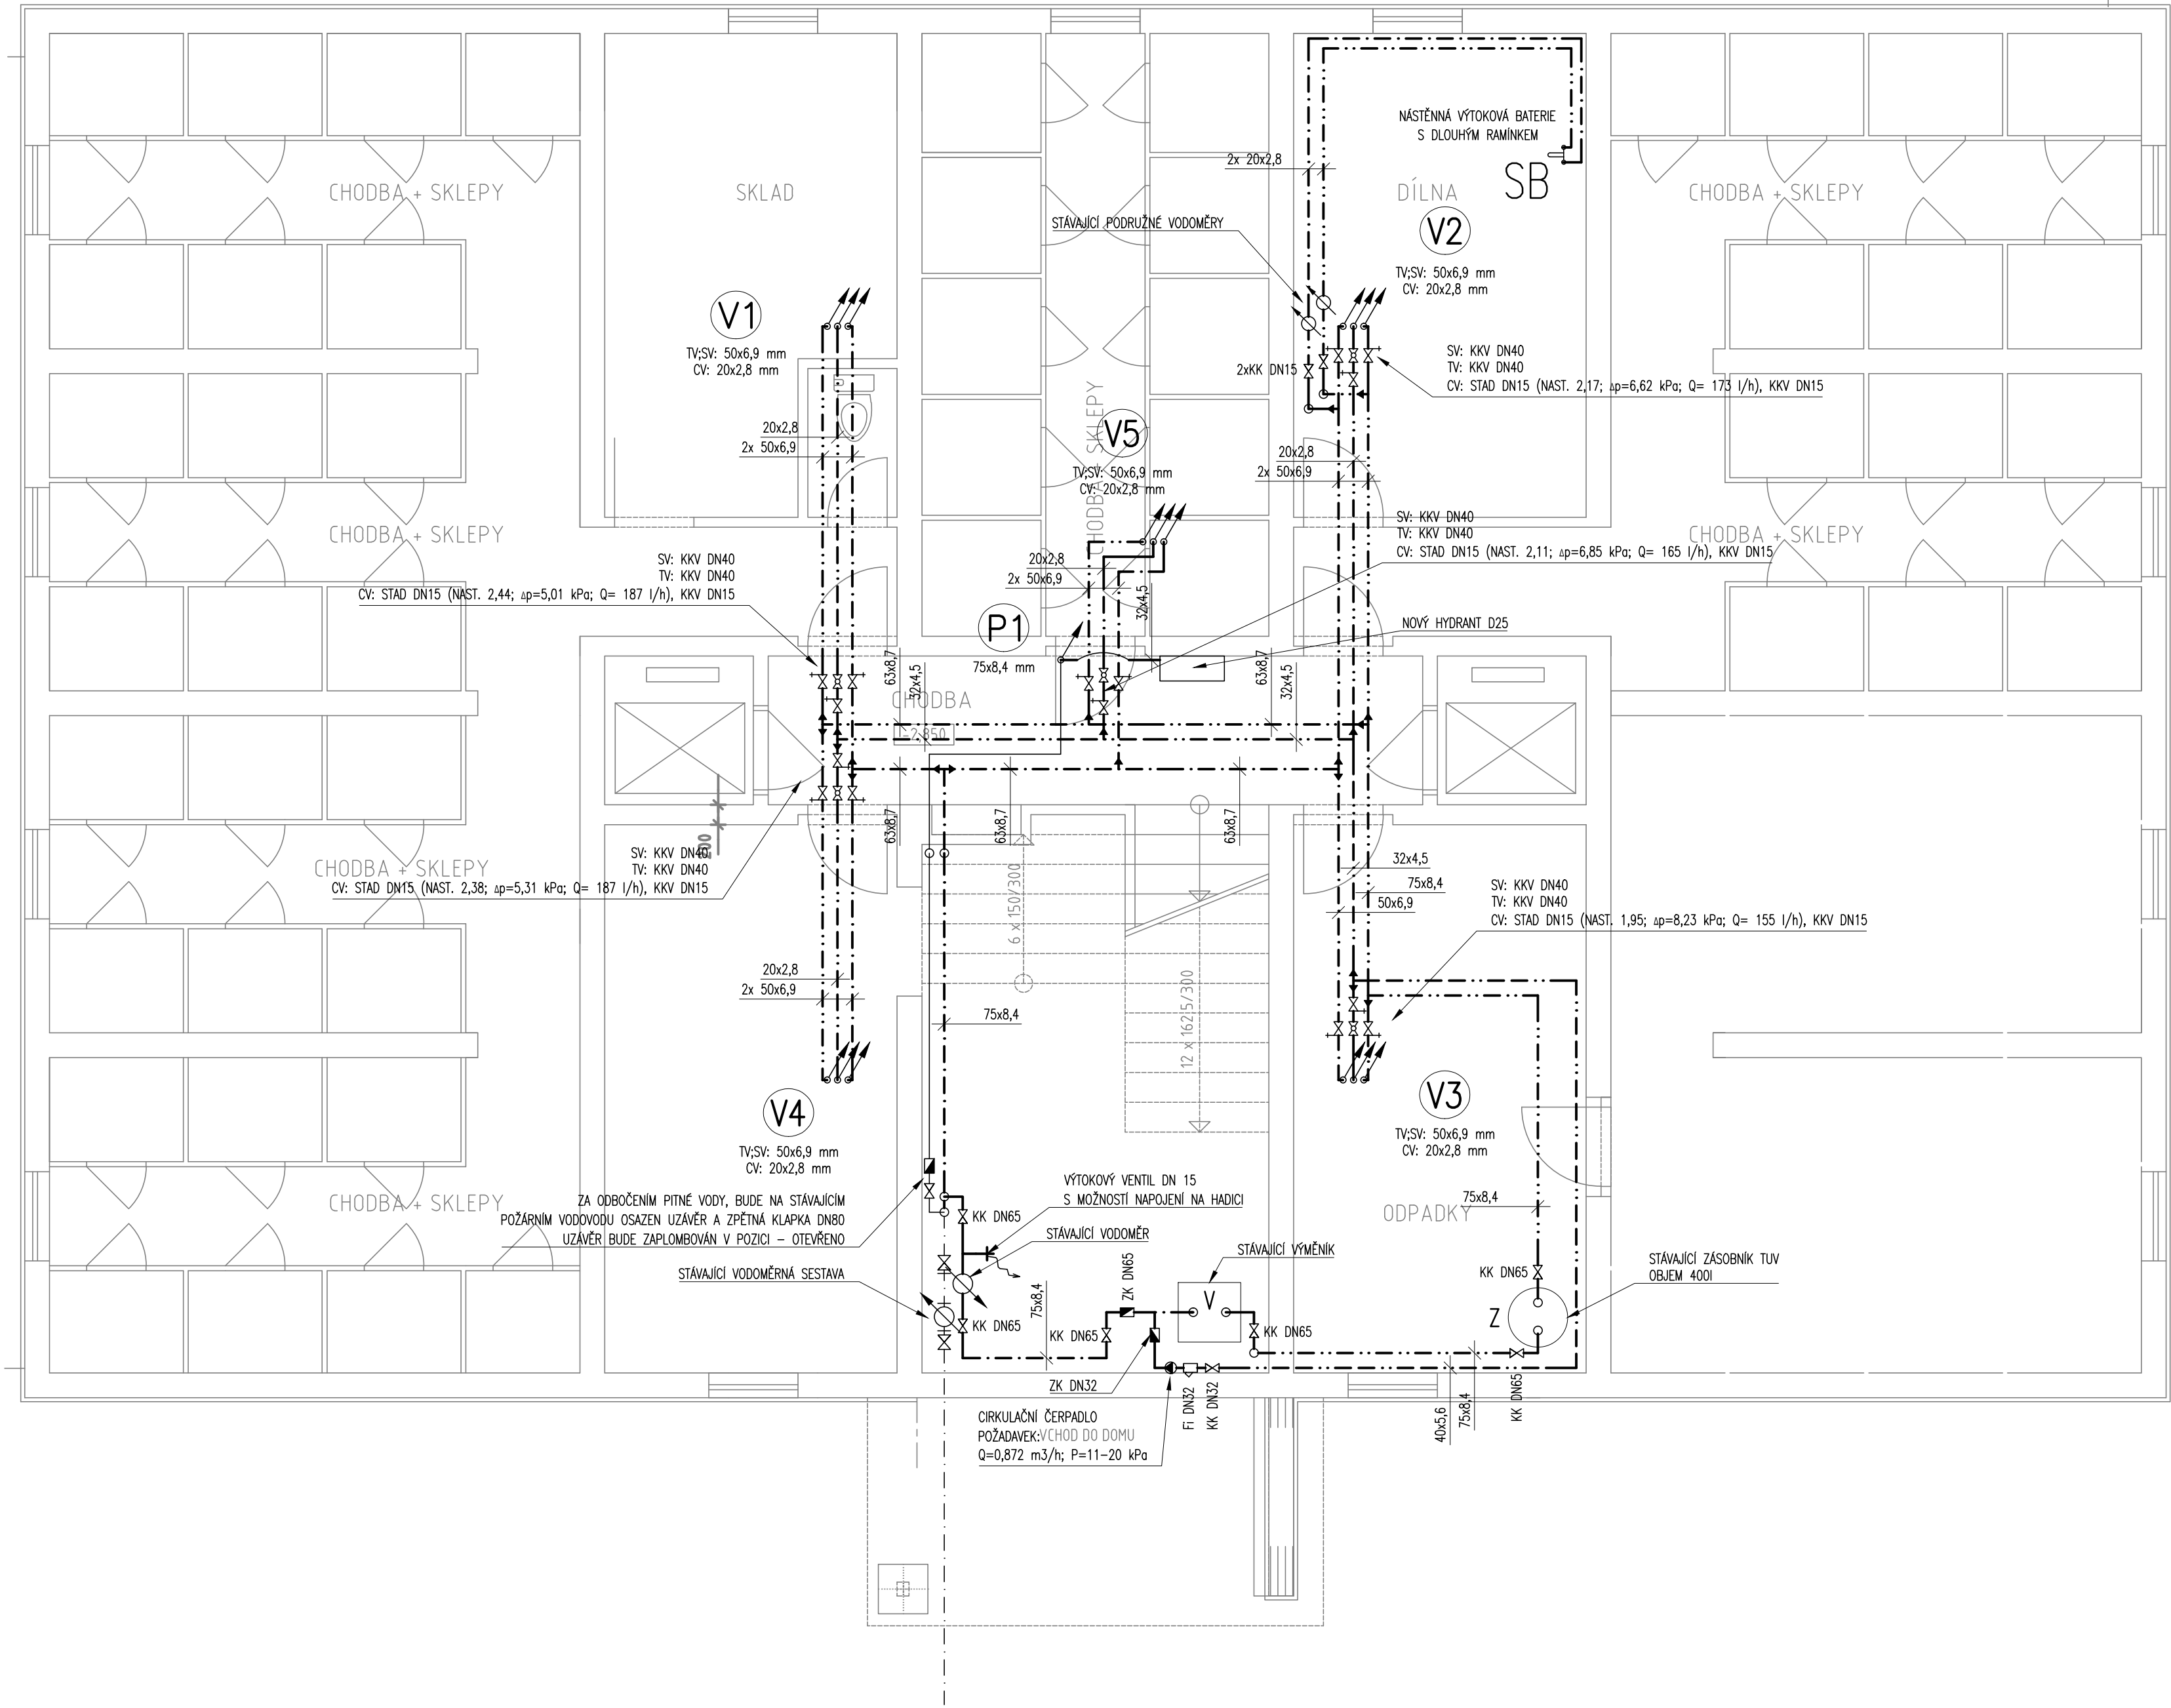 NÁSTĚNNÁ VÝTOKOVÁ BATERIE
S DLOUHÝM RAMÍNKEM
SB
2x 20x2,8
CHODBA + SKLEPY
SKLAD
DÍLNA
CHODBA + SKLEPY
STÁVAJÍCÍ PODRUŽNÉ VODOMĚRY
V2
TV;SV: 50x6,9 mm
CV: 20x2,8 mm
V1
TV;SV: 50x6,9 mm
CV: 20x2,8 mm
2xKK DN15
SV: KKV DN40
TV: KKV DN40
CV: STAD DN15 (NAST. 2,17; Δp=6,62 kPa; Q= 173 l/h), KKV DN15
20x2,8
2x 50x6,9
CHODBA + SKLEPY
V5
TV;SV: 50x6,9 mm
CV: 20x2,8 mm
20x2,8
2x 50x6,9
CHODBA + SKLEPY
CHODBA + SKLEPY
SV: KKV DN40
TV: KKV DN40
CV: STAD DN15 (NAST. 2,11; Δp=6,85 kPa; Q= 165 l/h), KKV DN15
SV: KKV DN40
TV: KKV DN40
CV: STAD DN15 (NAST. 2,44; Δp=5,01 kPa; Q= 187 l/h), KKV DN15
20x2,8
2x 50x6,9
32x4,5
P1
75x8,4 mm
NOVÝ HYDRANT D25
63x8,7
32x4,5
63x8,7
32x4,5
CHODBA
-2,850
63x8,7
63x8,7
63x8,7
200
SV: KKV DN40
TV: KKV DN40
CV: STAD DN15 (NAST. 2,38; Δp=5,31 kPa; Q= 187 l/h), KKV DN15
CHODBA + SKLEPY
6 x 150/300
12 x 162,5/300
32x4,5
75x8,4
50x6,9
SV: KKV DN40
TV: KKV DN40
CV: STAD DN15 (NAST. 1,95; Δp=8,23 kPa; Q= 155 l/h), KKV DN15
20x2,8
2x 50x6,9
75x8,4
V4
TV;SV: 50x6,9 mm
CV: 20x2,8 mm
V3
TV;SV: 50x6,9 mm
CV: 20x2,8 mm
CHODBA + SKLEPY
ZA ODBOČENÍM PITNÉ VODY, BUDE NA STÁVAJÍCÍM
POŽÁRNÍM VODOVODU OSAZEN UZÁVĚR A ZPĚTNÁ KLAPKA DN80
UZÁVĚR BUDE ZAPLOMBOVÁN V POZICI – OTEVŘENO
VÝTOKOVÝ VENTIL DN 15
S MOŽNOSTÍ NAPOJENÍ NA HADICI
KK DN65
STÁVAJÍCÍ VODOMĚR
STÁVAJÍCÍ VODOMĚRNÁ SESTAVA
75x8,4
ODPADKY
STÁVAJÍCÍ VÝMĚNÍK
STÁVAJÍCÍ ZÁSOBNÍK TUV
OBJEM 400l
KK DN65
Z
V
ZK DN65
75x8,4
KK DN65
KK DN65
KK DN65
ZK DN32
Fi DN32
KK DN32
40x5,6
75x8,4
KK DN65
CIRKULAČNÍ ČERPADLO
POŽADAVEK:
Q=0,872 m3/h; P=11-20 kPa
VCHOD DO DOMU